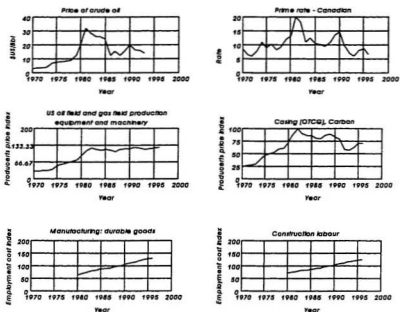 Price of crude oil
Prime rate - Canadian
40
30
20
10
0
$US/Bbl
1970 1975 1980 1985 1990 1995 2000
Year
20
15
10
5
0
Rate
1970 1975 1980 1985 1990 1995 2000
Year
US oil field and gas field production
equipment and machinery
200
133.33
66.67
0
Producers price index
1970 1975 1980 1985 1990 1995 2000
Year
Casing (OTCG), Carbon
100
75
50
25
0
Producers price index
1970 1975 1980 1985 1990 1995 2000
Year
Manufacturing: durable goods
200
150
100
50
0
Employment cost index
1970 1975 1980 1985 1990 1995 2000
Year
Construction labour
200
150
100
50
0
Employment cost index
1970 1975 1980 1985 1990 1995 2000
Year